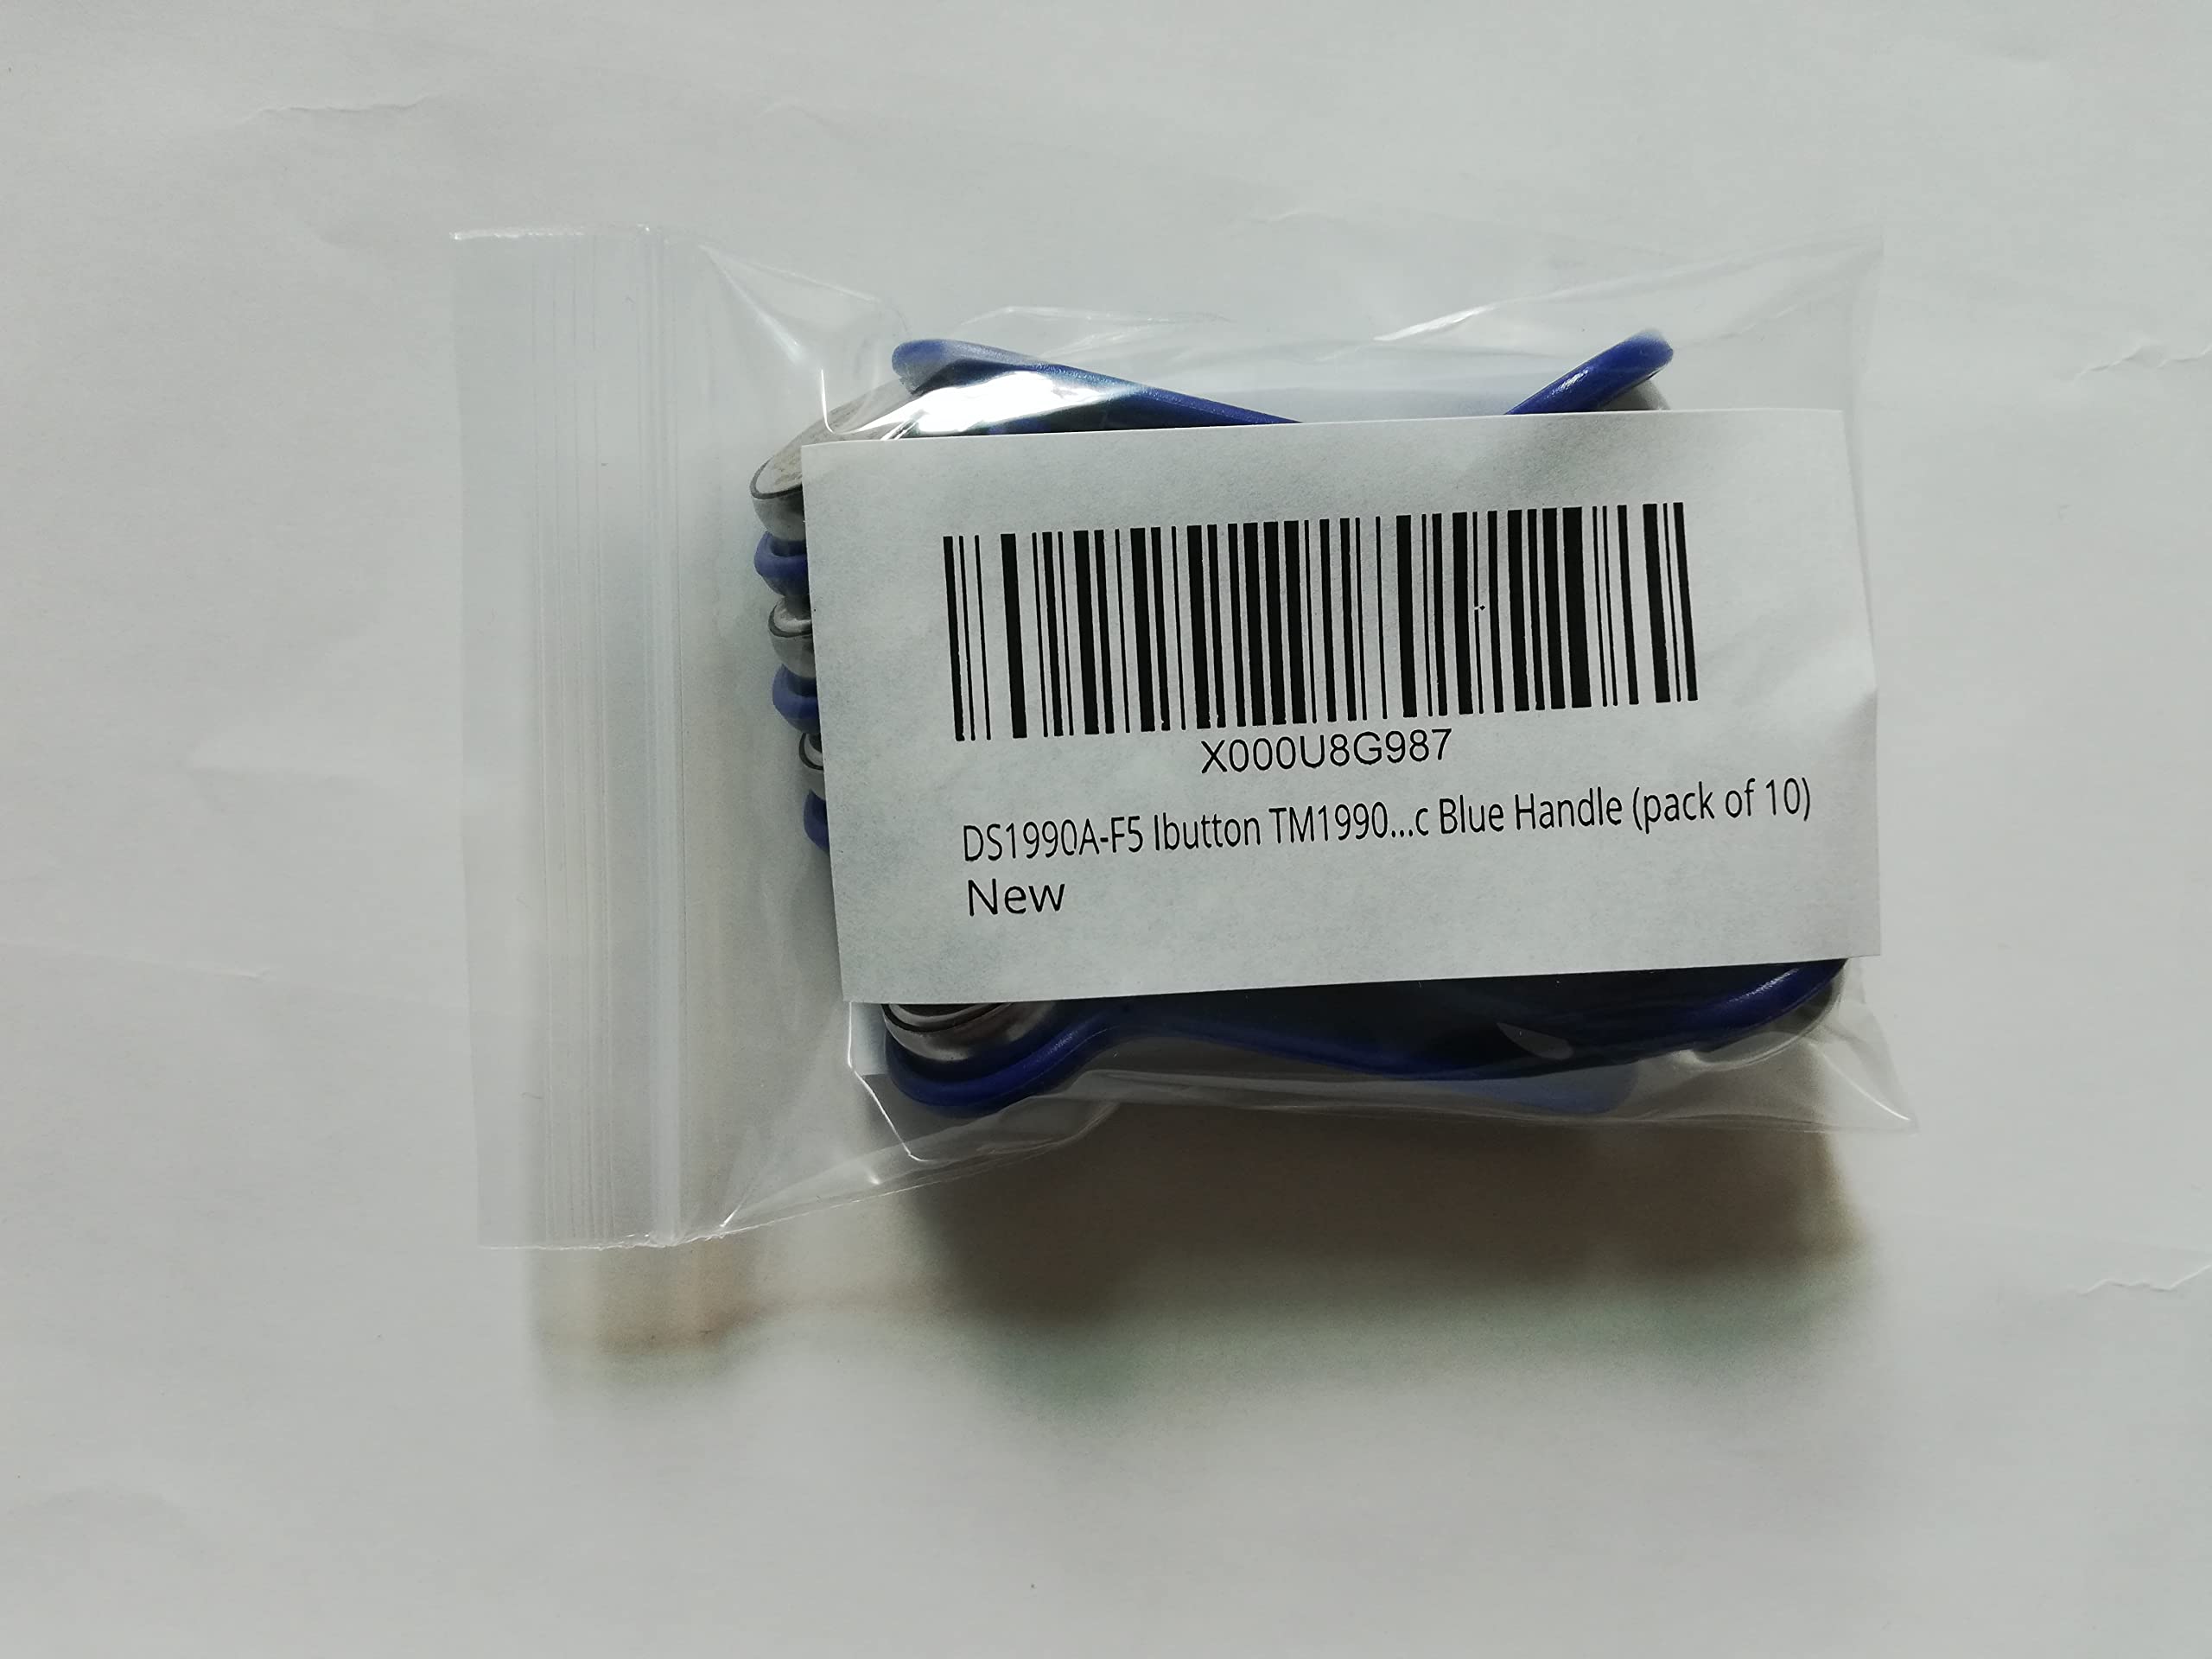 X000U8G987
DS1990A-F5 Ibutton TM1990...c Blue Handle (pack of 10)
New